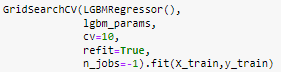 GridSearchCV(LGBMRegressor(),
lgbm_params,
cv=10,
refit=True,
n_jobs=-1).fit(X_train,y_train)